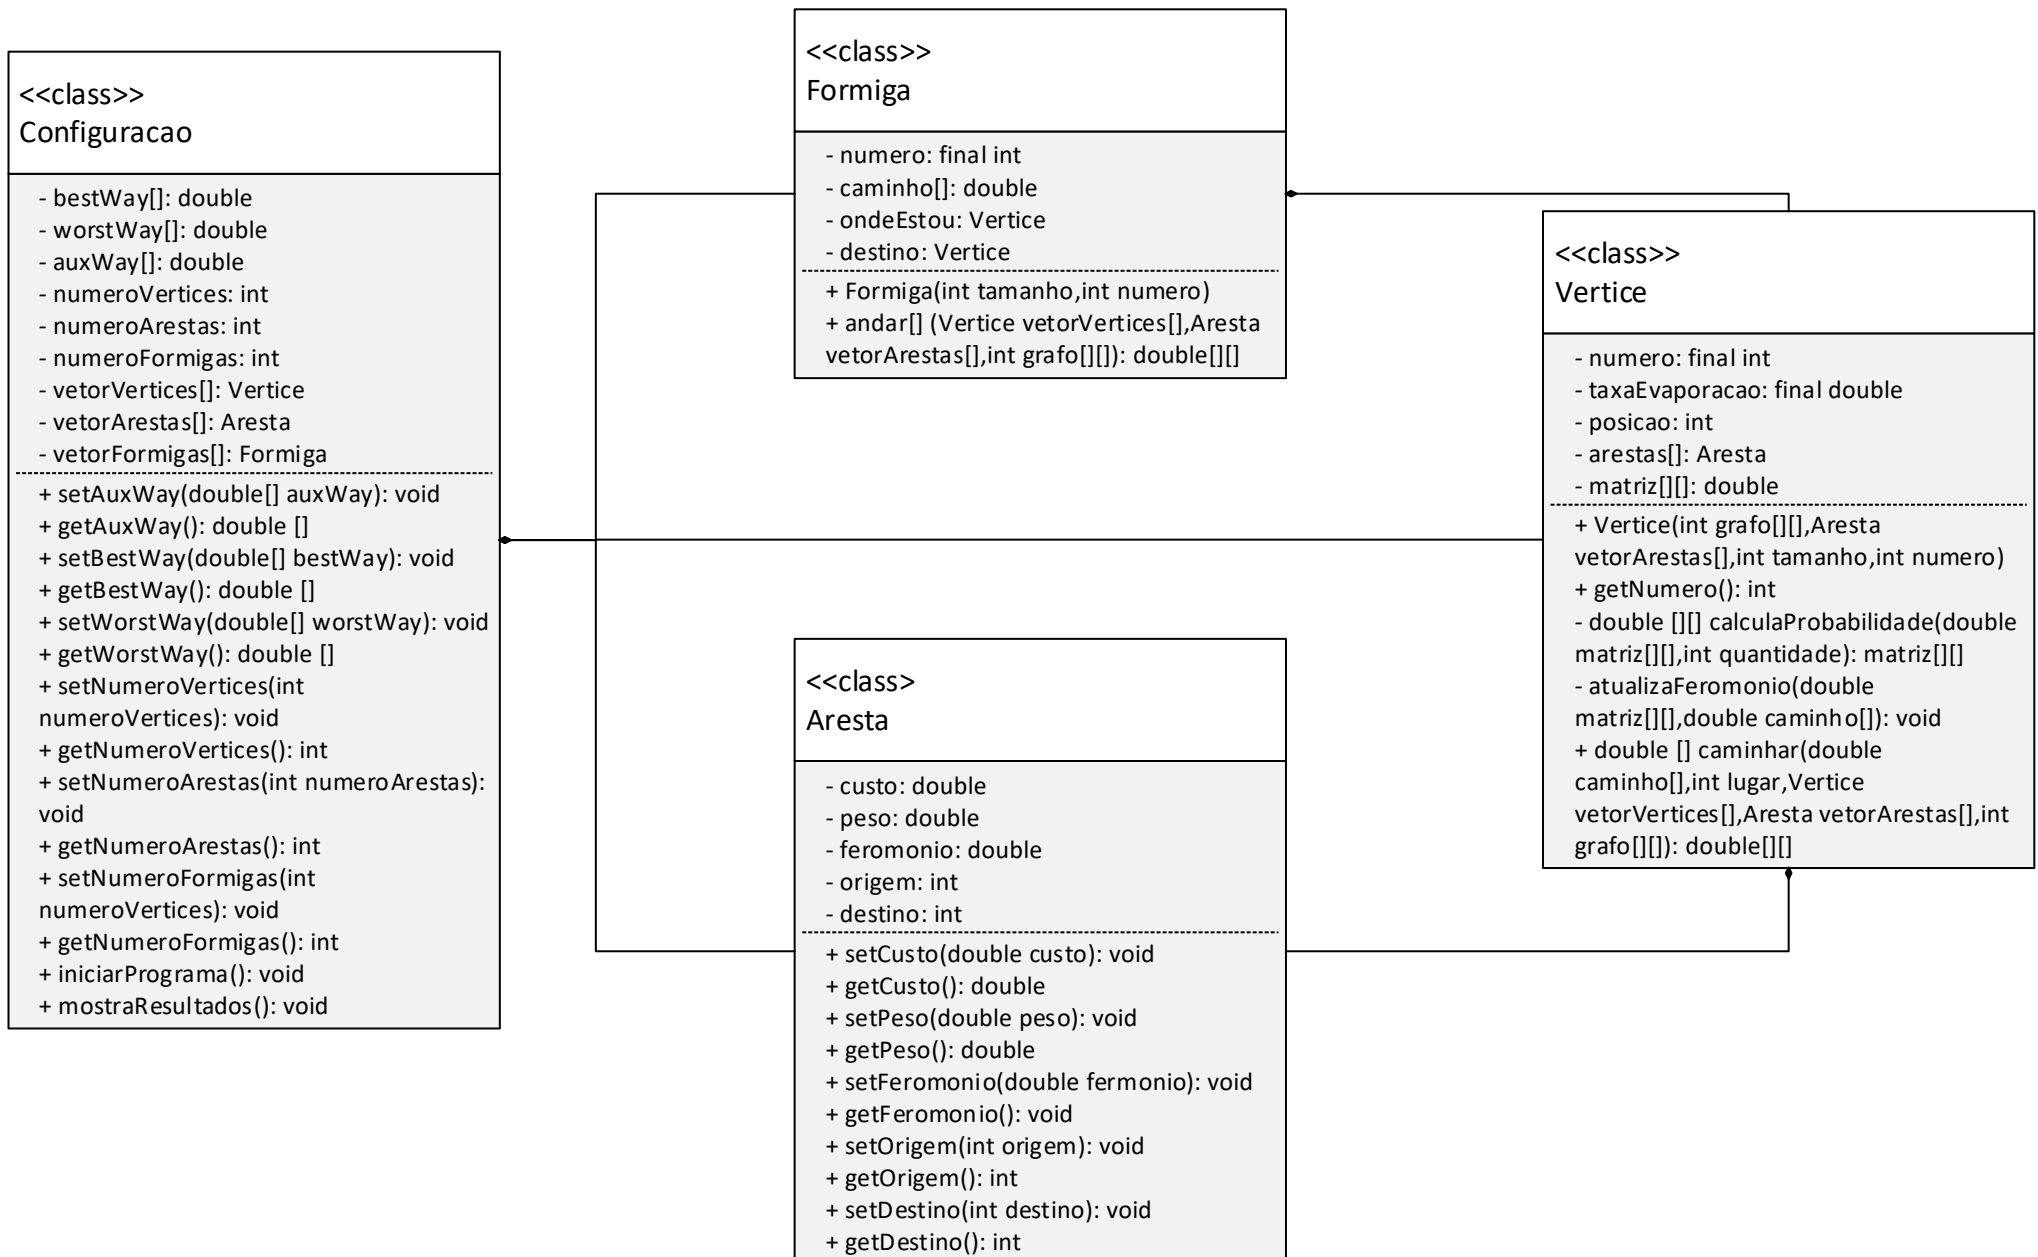 <<class>>
Configuracao
- bestWay[]: double
- worstWay[]: double
- auxWay[]: double
- numeroVertices: int
- numeroArestas: int
- numeroFormigas: int
- vetorVertices[]: Vertice
- vetorArestas[]: Aresta
- vetorFormigas[]: Formiga
+ setAuxWay(double[] auxWay): void
+ getAuxWay(): double []
+ setBestWay(double[] bestWay): void
+ getBestWay(): double []
+ setWorstWay(double[] worstWay): void
+ getWorstWay(): double []
+ setNumeroVertices(int
numeroVertices): void
+ getNumeroVertices(): int
+ setNumeroArestas(int numeroArestas):
void
+ getNumeroArestas(): int
+ setNumeroFormigas(int
numeroVertices): void
+ getNumeroFormigas(): int
+ iniciarPrograma(): void
+ mostraResultados(): void
<<class>>
Formiga
- numero: final int
- caminho[]: double
- ondeEstou: Vertice
- destino: Vertice
+ Formiga(int tamanho,int numero)
+ andar[] (Vertice vetorVertices[],Aresta
vetorArestas[],int grafo[][]): double[][]
<<class>
Aresta
- custo: double
- peso: double
- feromonio: double
- origem: int
- destino: int
+ setCusto(double custo): void
+ getCusto(): double
+ setPeso(double peso): void
+ getPeso(): double
+ setFeromonio(double fermonio): void
+ getFeromonio(): void
+ setOrigem(int origem): void
+ getOrigem(): int
+ setDestino(int destino): void
+ getDestino(): int
<<class>>
Vertice
- numero: final int
- taxaEvaporacao: final double
- posicao: int
- arestas[]: Aresta
- matriz[][]: double
+ Vertice(int grafo[][],Aresta
vetorArestas[],int tamanho,int numero)
+ getNumero(): int
- double [][] calculaProbabilidade(double
matriz[][],int quantidade): matriz[][]
- atualizaFeromonio(double
matriz[][],double caminho[]): void
+ double [] caminhar(double
caminho[],int lugar,Vertice
vetorVertices[],Aresta vetorArestas[],int
grafo[][]): double[][]